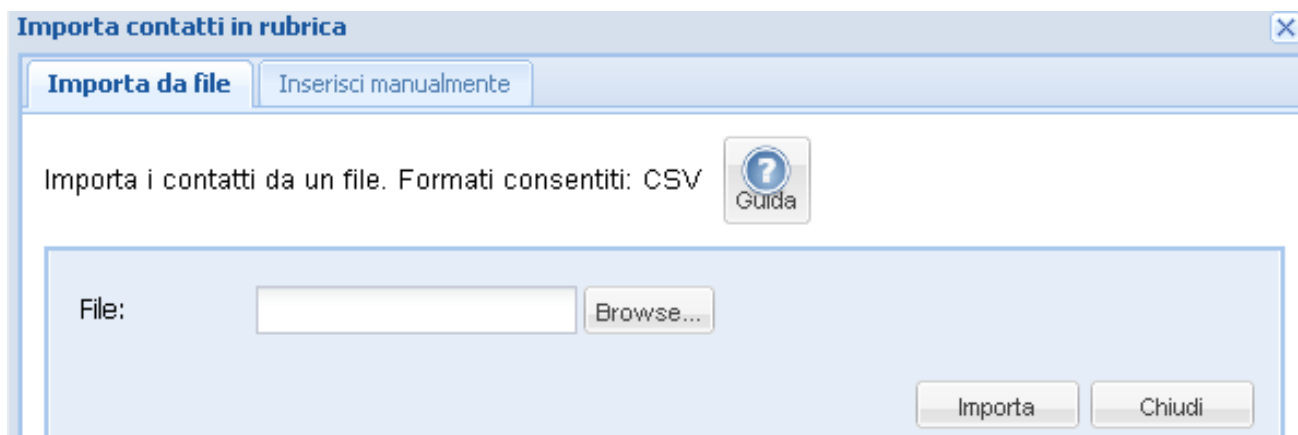 Importa contatti in rubrica
Importa da file
Inserisci manualmente
Importa i contatti da un file. Formati consentiti: CSV
Guida
File:
Browse...
Importa
Chiudi